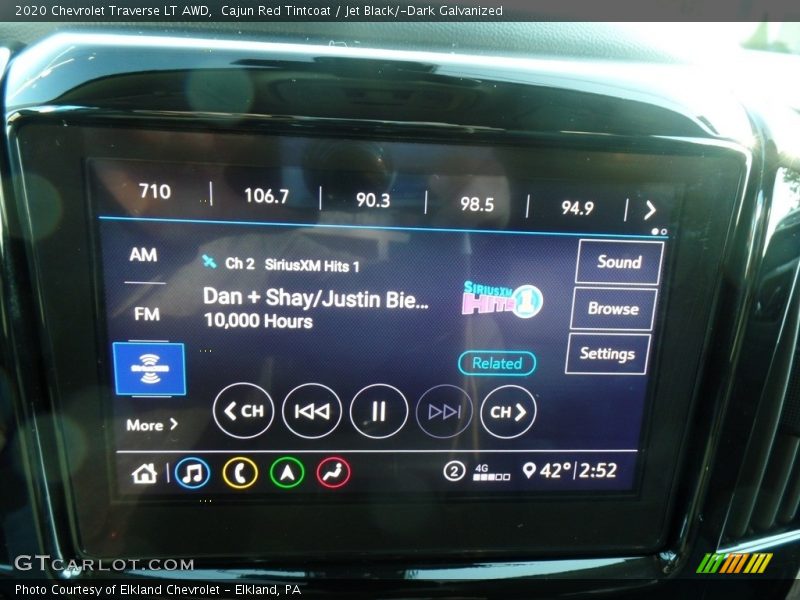 2020 Chevrolet Traverse LT AWD, Cajun Red Tintcoat / Jet Black/-Dark Galvanized
710 106.7 90.3 98.5 94.9
AM
FM
SiriusXM
More
Ch 2 SiriusXM Hits 1
Dan + Shay/Justin Bie...
10,000 Hours
SIRIUSXM
HITS 1
Related
Sound
Browse
Settings
CH
CH
2 4G 42° 2:52
GTCARLOT.COM
Photo Courtesy of Elkland Chevrolet - Elkland, PA